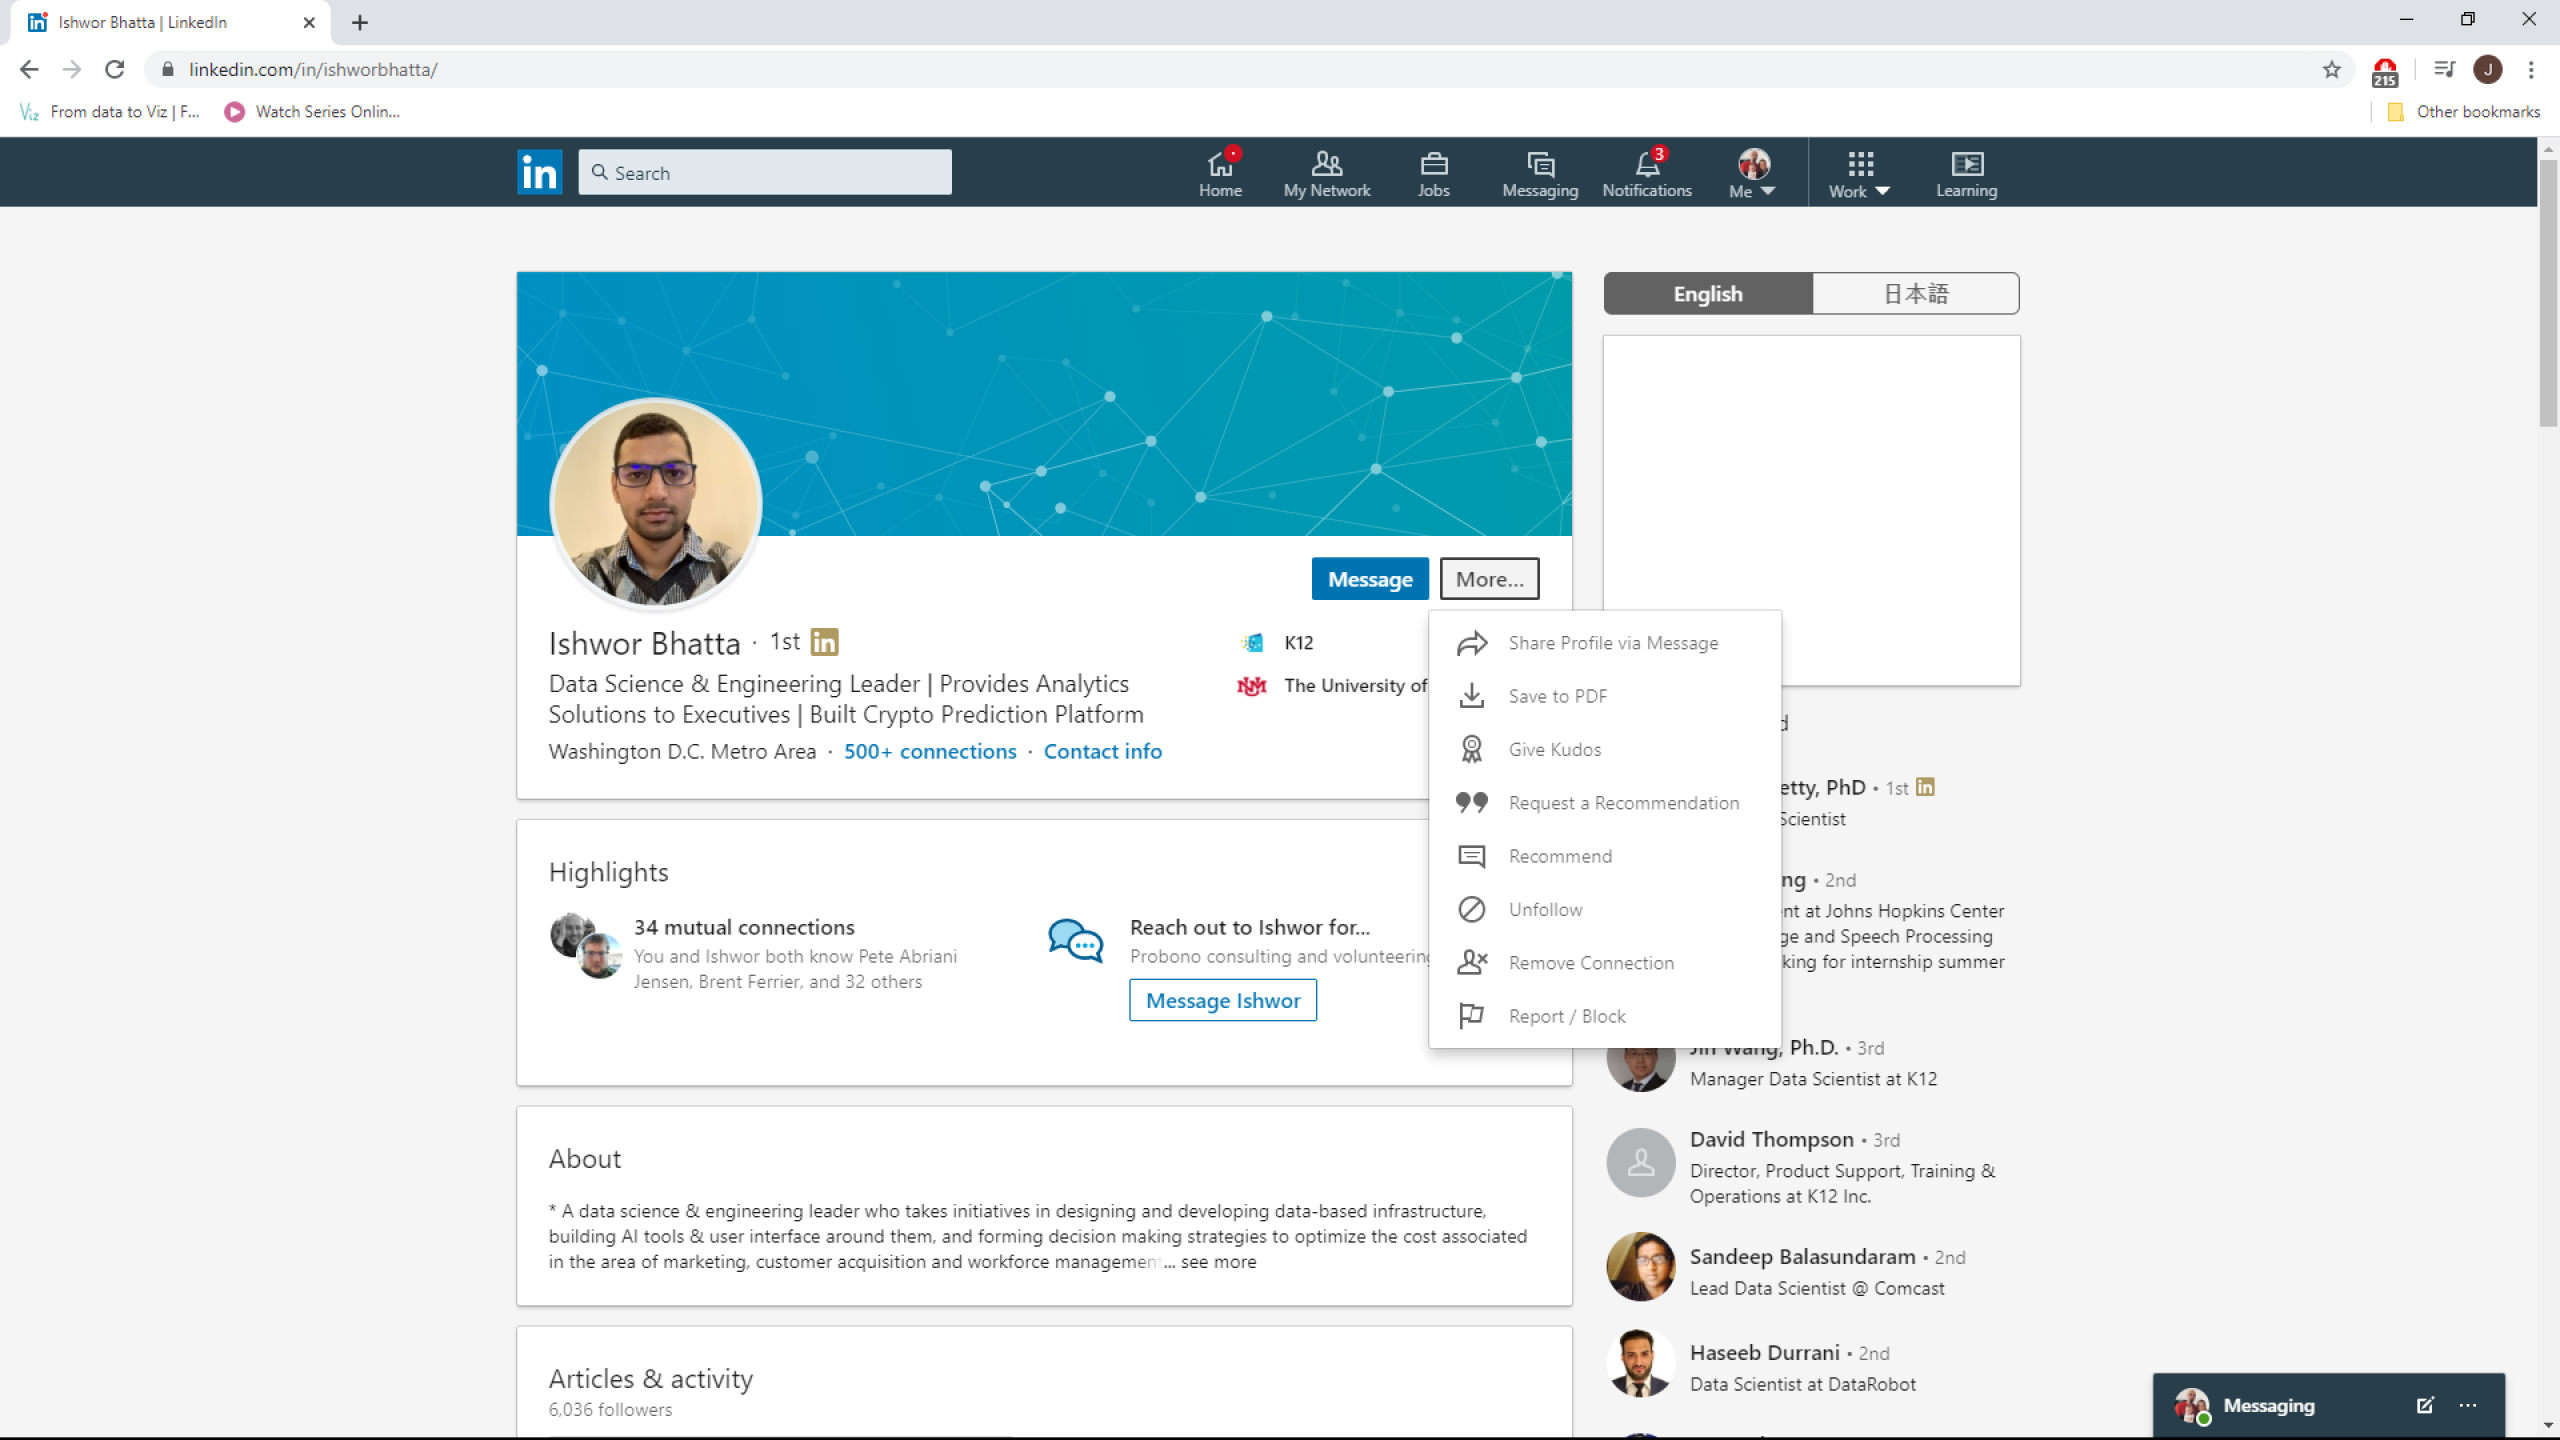 Ishwor Bhatta | LinkedIn
linkedin.com/in/ishworbhatta/
215
J
From data to Viz | F...
Watch Series Onlin...
Other bookmarks
in
Search
Home
My Network
Jobs
Messaging
3
Notifications
Me
Work
Learning
English
日本語
Message
More...
Ishwor Bhatta · 1st in
K12
Data Science & Engineering Leader | Provides Analytics
Solutions to Executives | Built Crypto Prediction Platform
The University of
Washington D.C. Metro Area · 500+ connections · Contact info
Share Profile via Message
Save to PDF
Give Kudos
Request a Recommendation
Recommend
Unfollow
Remove Connection
Report / Block
Highlights
34 mutual connections
You and Ishwor both know Pete Abriani
Jensen, Brent Ferrier, and 32 others
Reach out to Ishwor for...
Probono consulting and volunteering
Message Ishwor
About
* A data science & engineering leader who takes initiatives in designing and developing data-based infrastructure,
building AI tools & user interface around them, and forming decision making strategies to optimize the cost associated
in the area of marketing, customer acquisition and workforce management... see more
Articles & activity
6,036 followers
etty, PhD • 1st in
Scientist
ng • 2nd
nt at Johns Hopkins Center
ge and Speech Processing
king for internship summer
Jin Wang, Ph.D. • 3rd
Manager Data Scientist at K12
David Thompson • 3rd
Director, Product Support, Training &
Operations at K12 Inc.
Sandeep Balasundaram • 2nd
Lead Data Scientist @ Comcast
Haseeb Durrani • 2nd
Data Scientist at DataRobot
Messaging